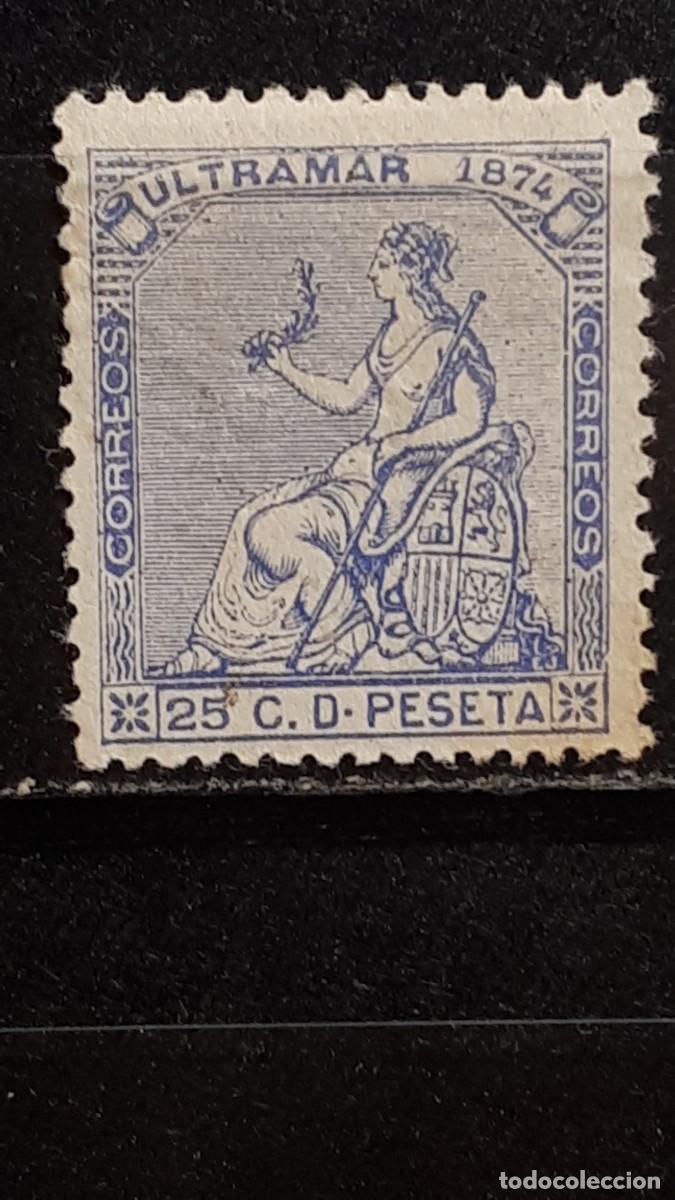 ULTRAMAR 1874
CORREOS
CORREOS
25 C. D. PESETA
todocoleccion